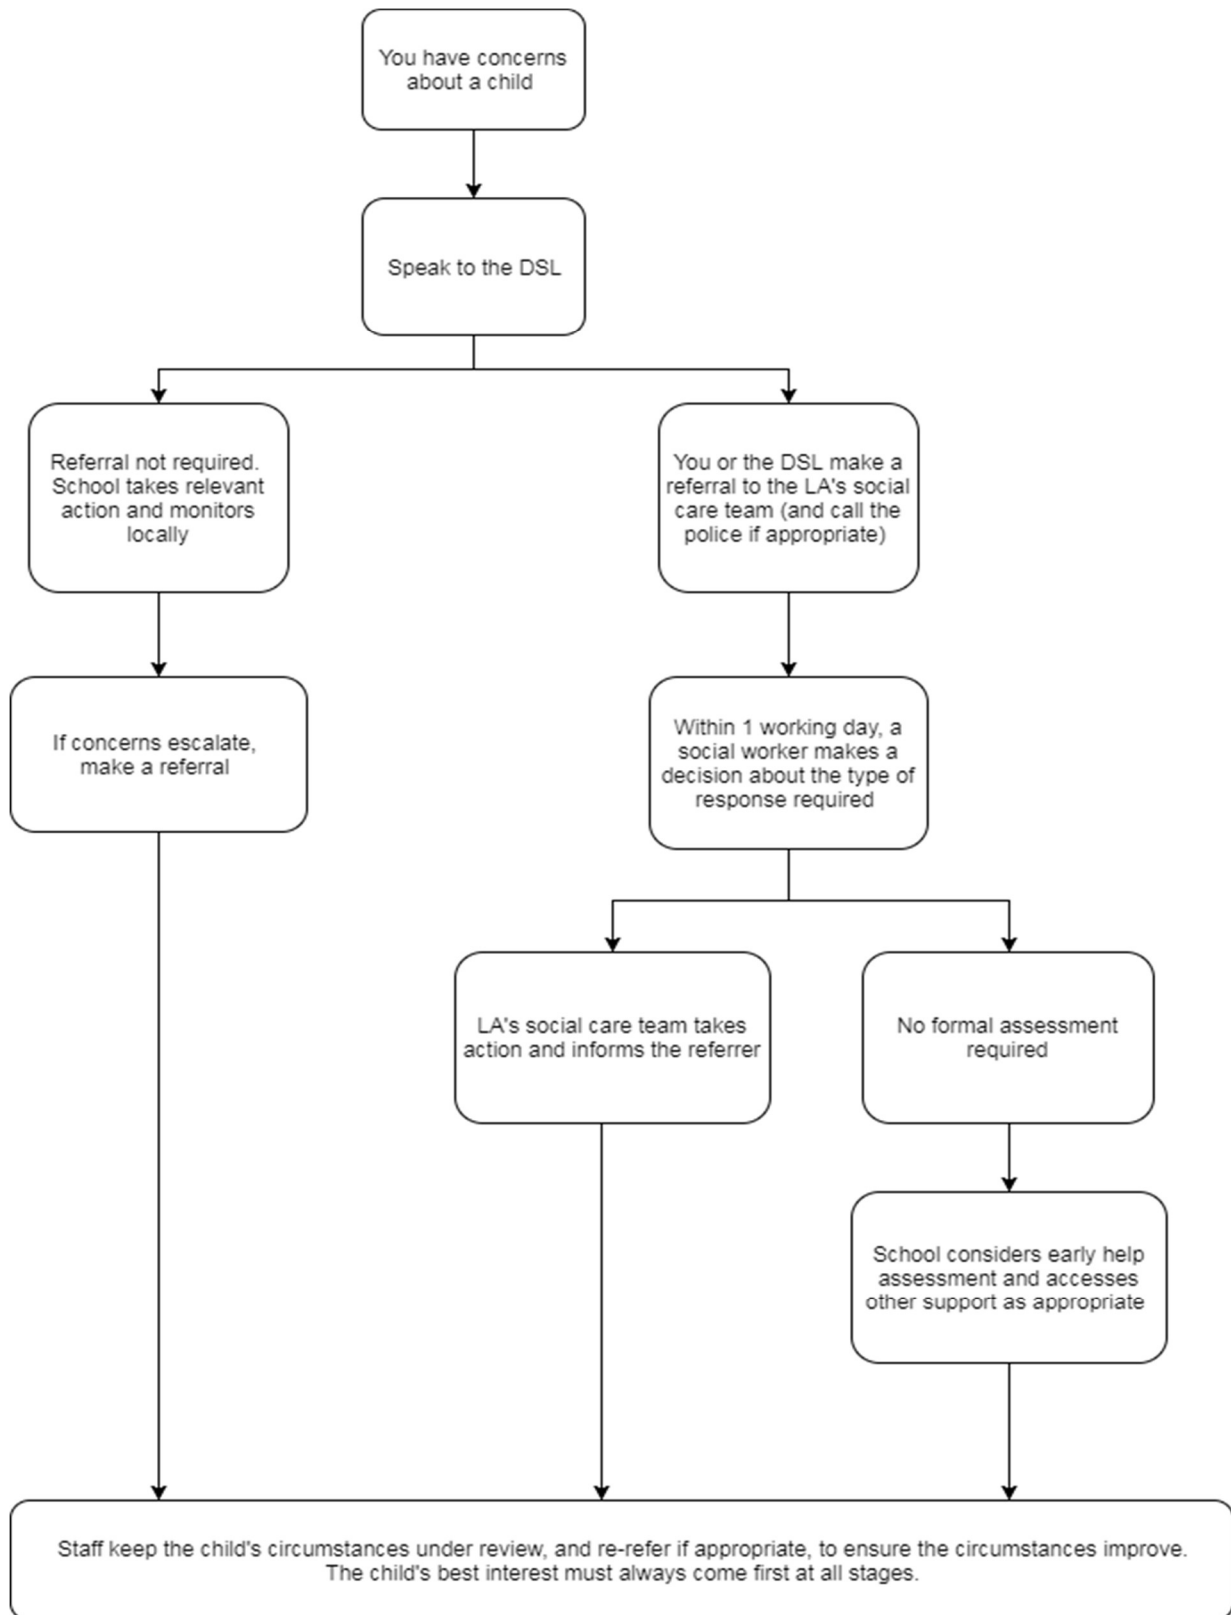 You have concerns
about a child
Speak to the DSL
Referral not required.
School takes relevant
action and monitors
locally
You or the DSL make a
referral to the LA's social
care team (and call the
police if appropriate)
If concerns escalate,
make a referral
Within 1 working day, a
social worker makes a
decision about the type of
response required
LA's social care team takes
action and informs the referrer
No formal assessment
required
School considers early help
assessment and accesses
other support as appropriate
Staff keep the child's circumstances under review, and re-refer if appropriate, to ensure the circumstances improve.
The child's best interest must always come first at all stages.